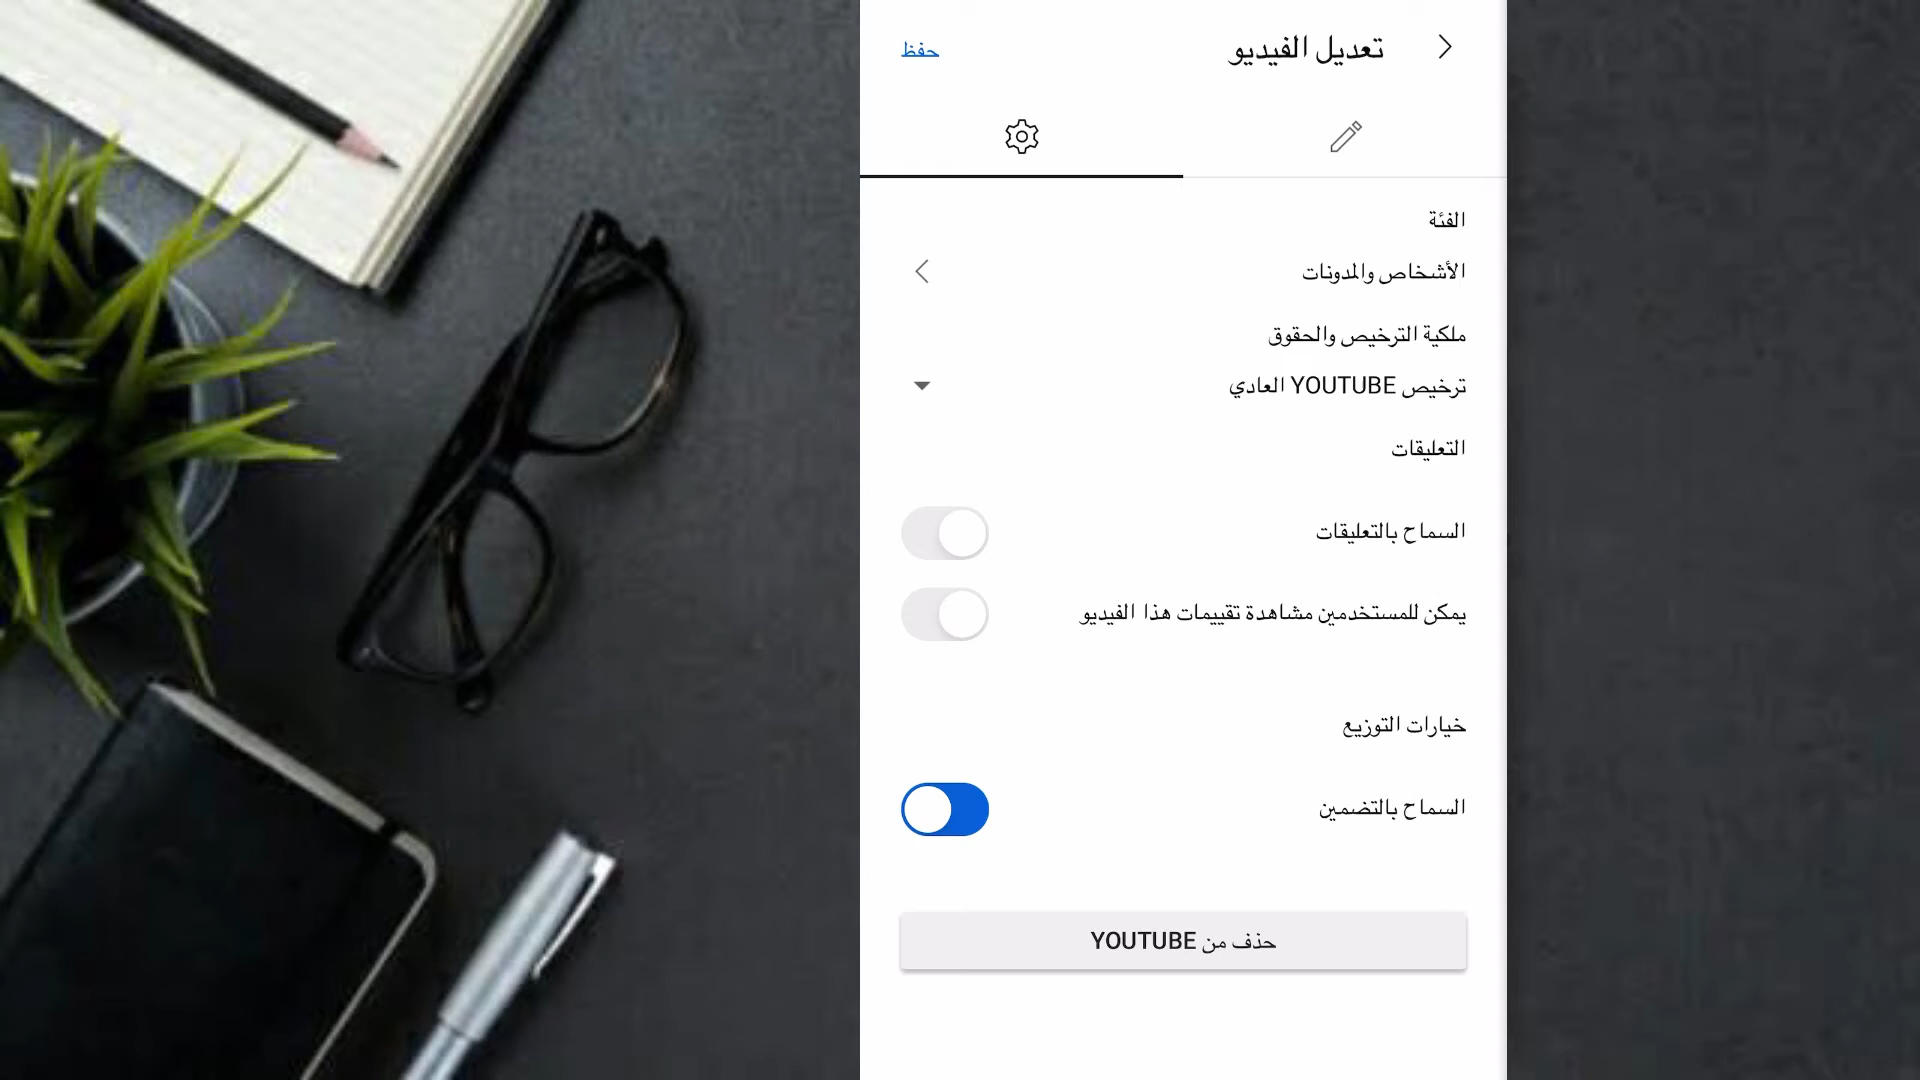 تعديل الفيديو
حفظ
الفئة
الأشخاص والمدونات
ملكية الترخيص والحقوق
ترخيص YOUTUBE العادي
التعليقات
السماح بالتعليقات
يمكن للمستخدمين مشاهدة تقييمات هذا الفيديو
خيارات التوزيع
السماح بالتضمين
حذف من YOUTUBE